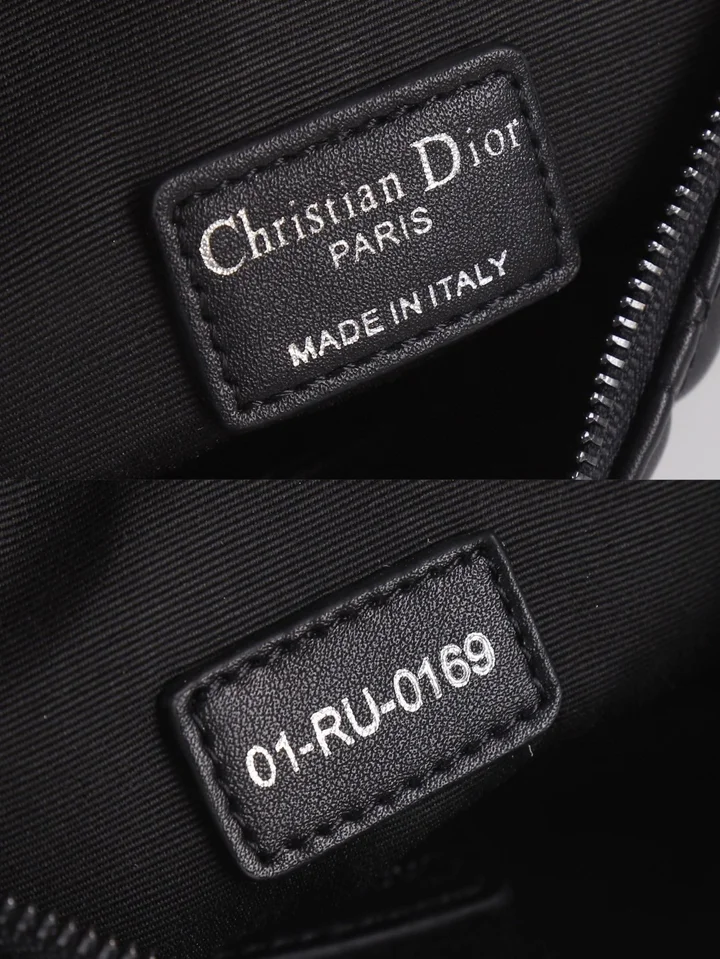 Christian Dior
PARIS
MADE IN ITALY
01-RU-0169